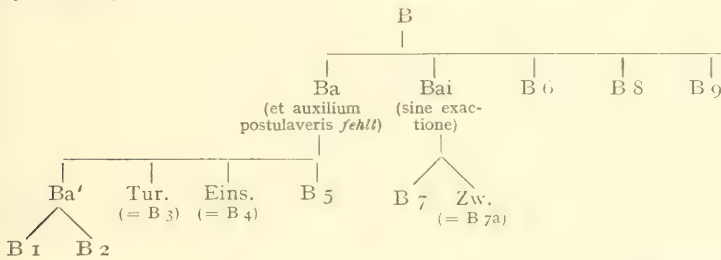 B
Ba Bai B 6 B 8 B 9
(et auxilium (sine exac-
postulaveris fehlt) tione)
Ba' Tur. Eins. B 5 B 7 Zw.
(= B 3) (= B 4) (= B 7a)
B 1 B 2